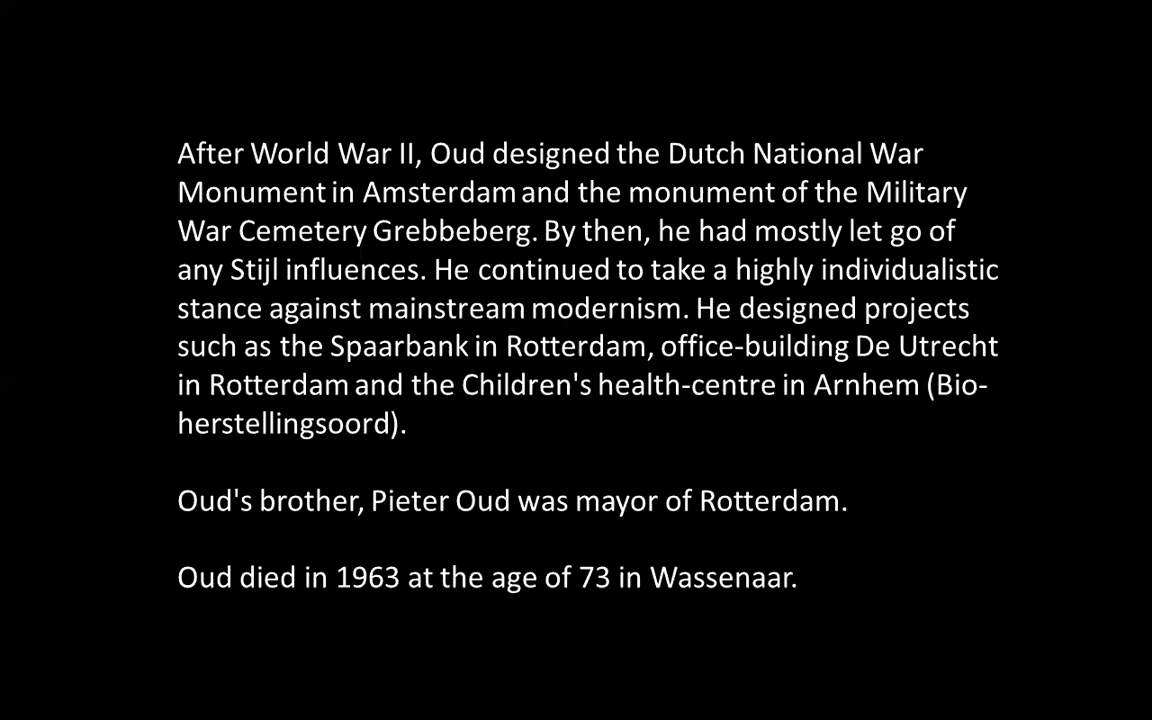 After World War II, Oud designed the Dutch National War
Monument in Amsterdam and the monument of the Military
War Cemetery Grebbeberg. By then, he had mostly let go of
any Stijl influences. He continued to take a highly individualistic
stance against mainstream modernism. He designed projects
such as the Spaarbank in Rotterdam, office-building De Utrecht
in Rotterdam and the Children's health-centre in Arnhem (Bio-
herstellingsoord).
Oud's brother, Pieter Oud was mayor of Rotterdam.
Oud died in 1963 at the age of 73 in Wassenaar.